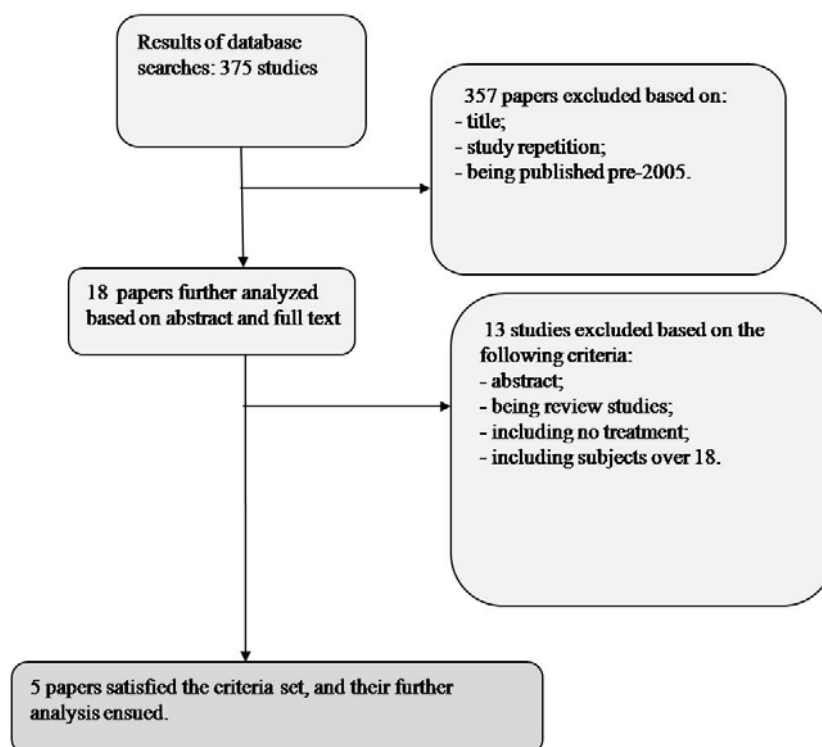 Results of database
searches: 375 studies
357 papers excluded based on:
- title;
- study repetition;
- being published pre-2005.
18 papers further analyzed
based on abstract and full text
13 studies excluded based on the
following criteria:
- abstract;
- being review studies;
- including no treatment;
- including subjects over 18.
5 papers satisfied the criteria set, and their further
analysis ensued.